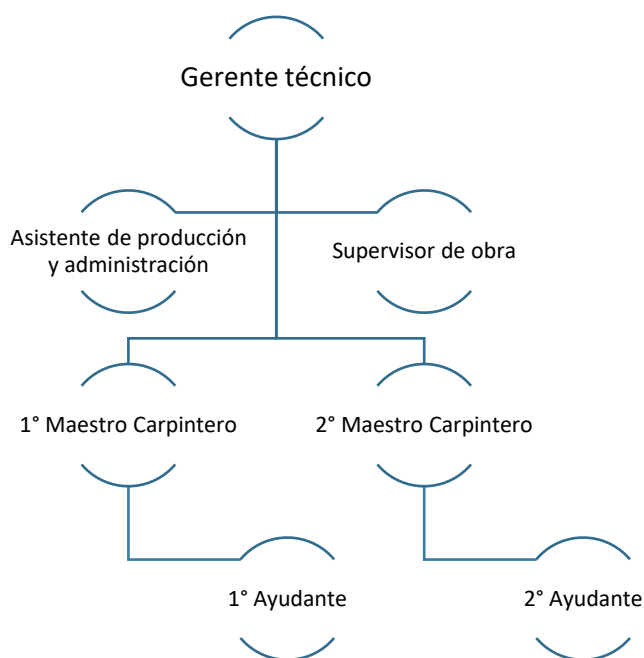 Gerente técnico
Asistente de producción
y administración
Supervisor de obra
1° Maestro Carpintero
2° Maestro Carpintero
1° Ayudante
2° Ayudante